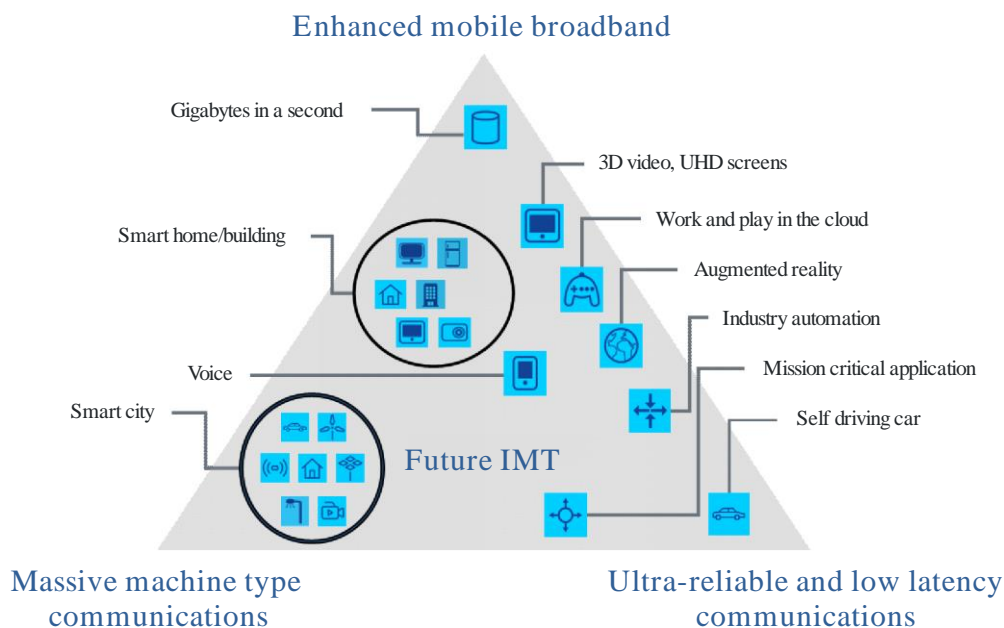 Enhanced mobile broadband
Gigabytes in a second
3D video, UHD screens
Work and play in the cloud
Smart home/building
Augmented reality
Industry automation
Voice
Mission critical application
Smart city
Self driving car
Future IMT
Massive machine type
communications
Ultra-reliable and low latency
communications